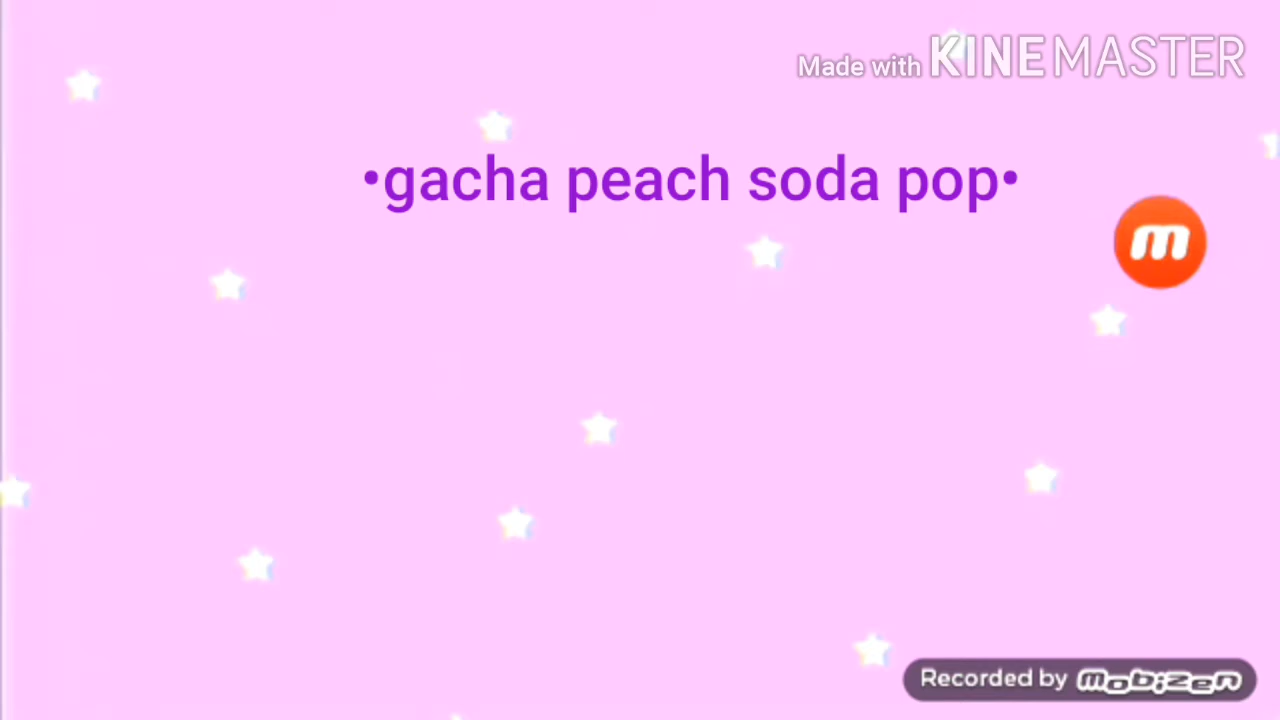 Made with KINEMASTER
•gacha peach soda pop•
m
Recorded by mobizen